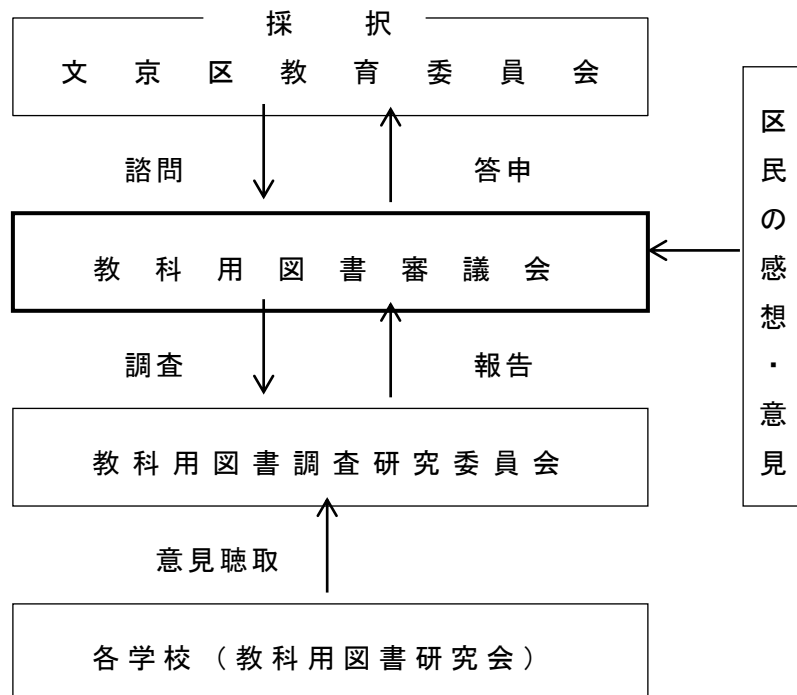 採択
文京区教育委員会
諮問
答申
教科用図書審議会
調査
報告
教科用図書調査研究委員会
意見聴取
各学校（教科用図書研究会）
区民の感想・意見